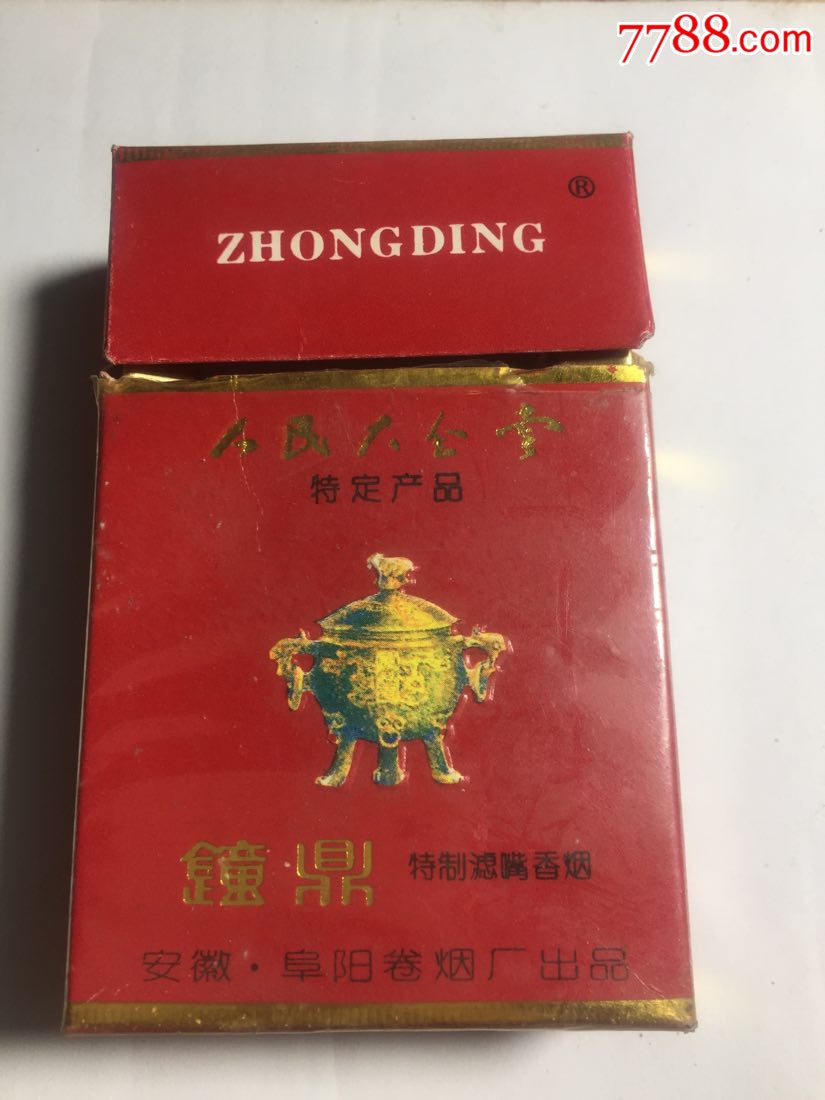 7788.com
®
ZHONGDING
人民大会堂
特定产品
鐘鼎 特制滤嘴香烟
安徽·阜阳卷烟厂出品